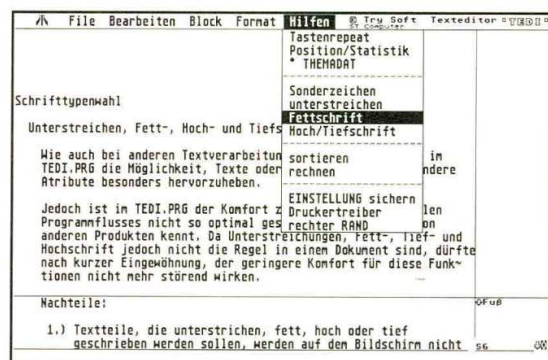 File Bearbeiten Block Format Hilfen © Try Soft Texteditor TEDI
ST Computer
Tastenrepeat
Position/Statistik
* THEMADAT
Sonderzeichen
unterstreichen
Fettschrift
Hoch/Tiefschrift
sortieren
rechnen
EINSTELLUNG sichern
Druckertreiber
rechter RAND
Schrifttypenwahl
Unterstreichen, Fett-, Hoch- und Tiefs
Wie auch bei anderen Textverarbeitun im
TEDI.PRG die Möglichkeit, Texte oder ndere
Atribute besonders hervorzuheben.
Jedoch ist im TEDI.PRG der Komfort z len
Programmflusses nicht so optimal ges on
anderen Produkten kennt. Da Unterstreichungen, Fett-, Tief- und
Hochschrift jedoch nicht die Regel in einem Dokument sind, dürfte
nach kurzer Eingewöhnung, der geringere Komfort für diese Funk~
tionen nicht mehr störend wirken.
Nachteile:
Fuß
1.) Textteile, die unterstrichen, fett, hoch oder tief
geschrieben werden sollen, werden auf dem Bildschirm nicht
S6